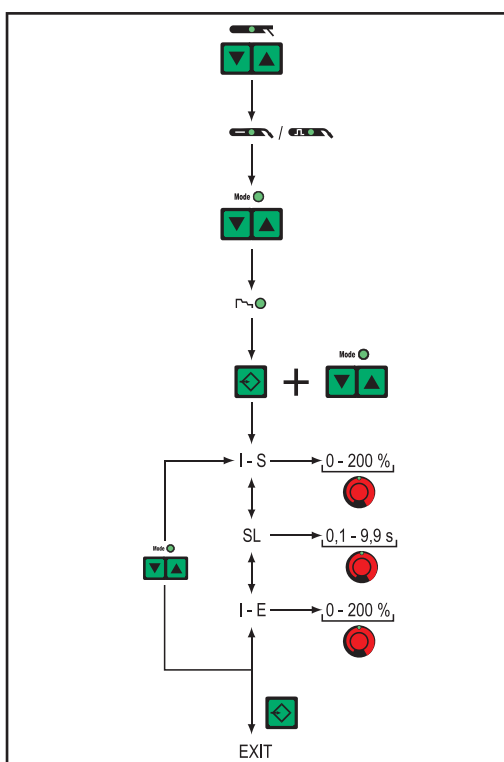 /
Mode
Mode
+
I - S
0 - 200 %
Mode
SL
0,1 - 9,9 s
I - E
0 - 200 %
EXIT